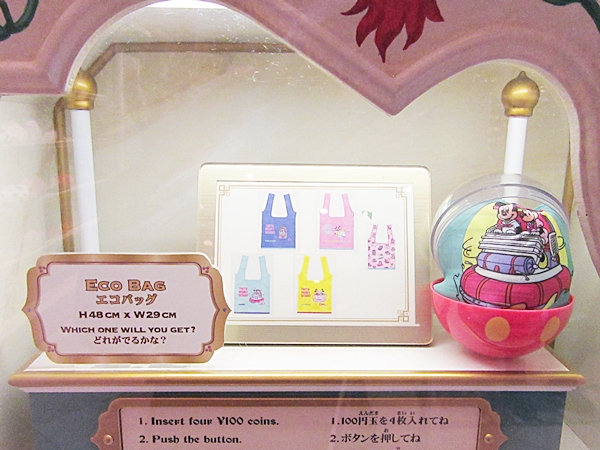 ECO BAG
エコバッグ
H48CM X W29CM
WHICH ONE WILL YOU GET?
どれがでるかな？
1. Insert four ¥100 coins.
2. Push the button.
1.100円玉を4枚入れてね
2.ボタンを押してね